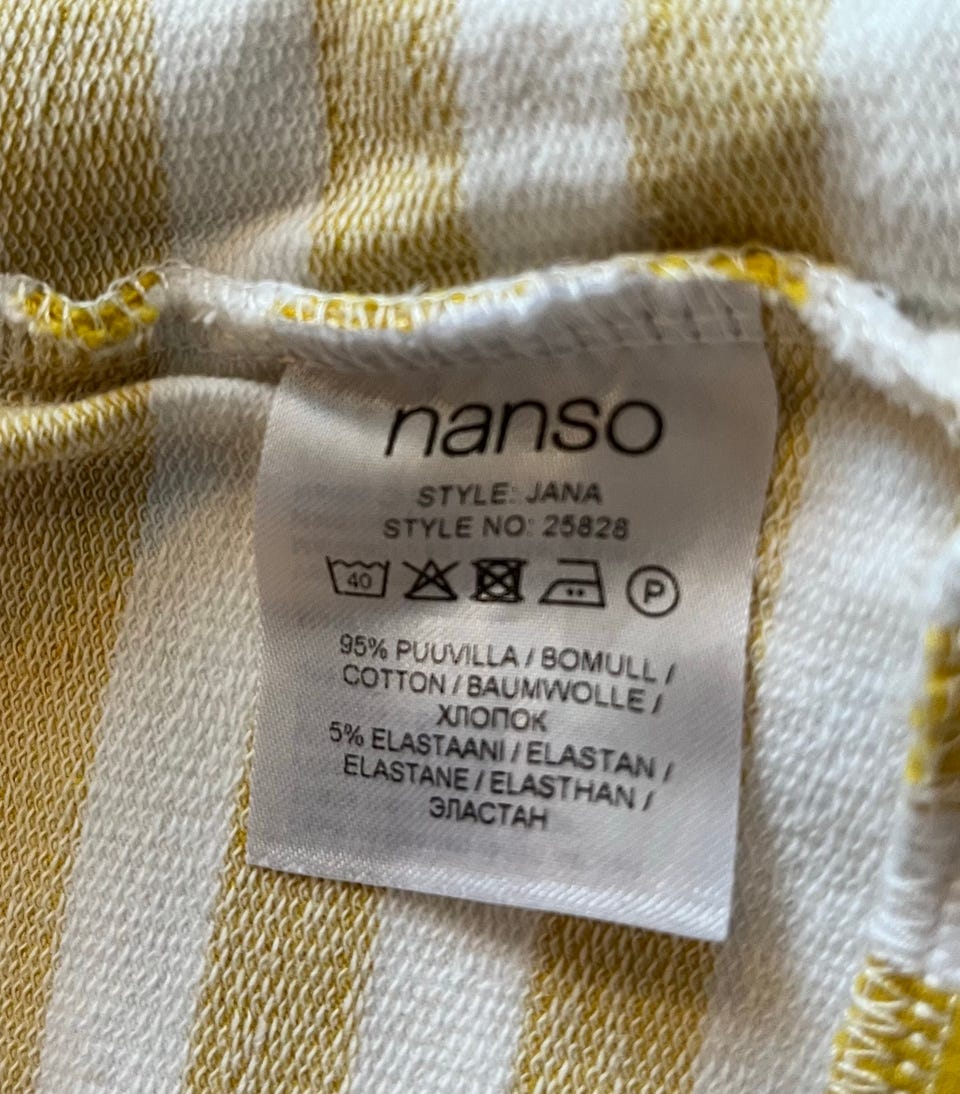 nanso
STYLE: JANA
STYLE NO: 25828
40 P
95% PUUVILLA / BOMULL /
COTTON / BAUMWOLLE /
ХЛОПОК
5% ELASTAANI / ELASTAN /
ELASTANE / ELASTHAN /
ЭЛАСТАН